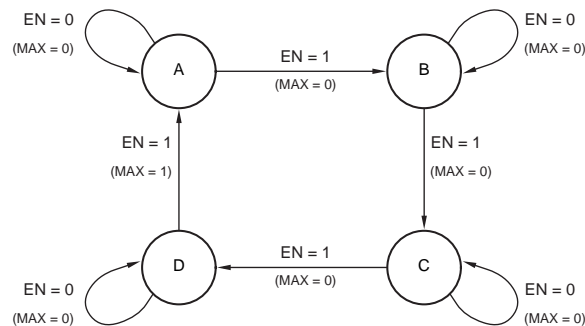 EN = 0
(MAX = 0)
A
EN = 1
(MAX = 0)
B
EN = 0
(MAX = 0)
EN = 1
(MAX = 1)
EN = 1
(MAX = 0)
EN = 0
(MAX = 0)
D
EN = 1
(MAX = 0)
C
EN = 0
(MAX = 0)